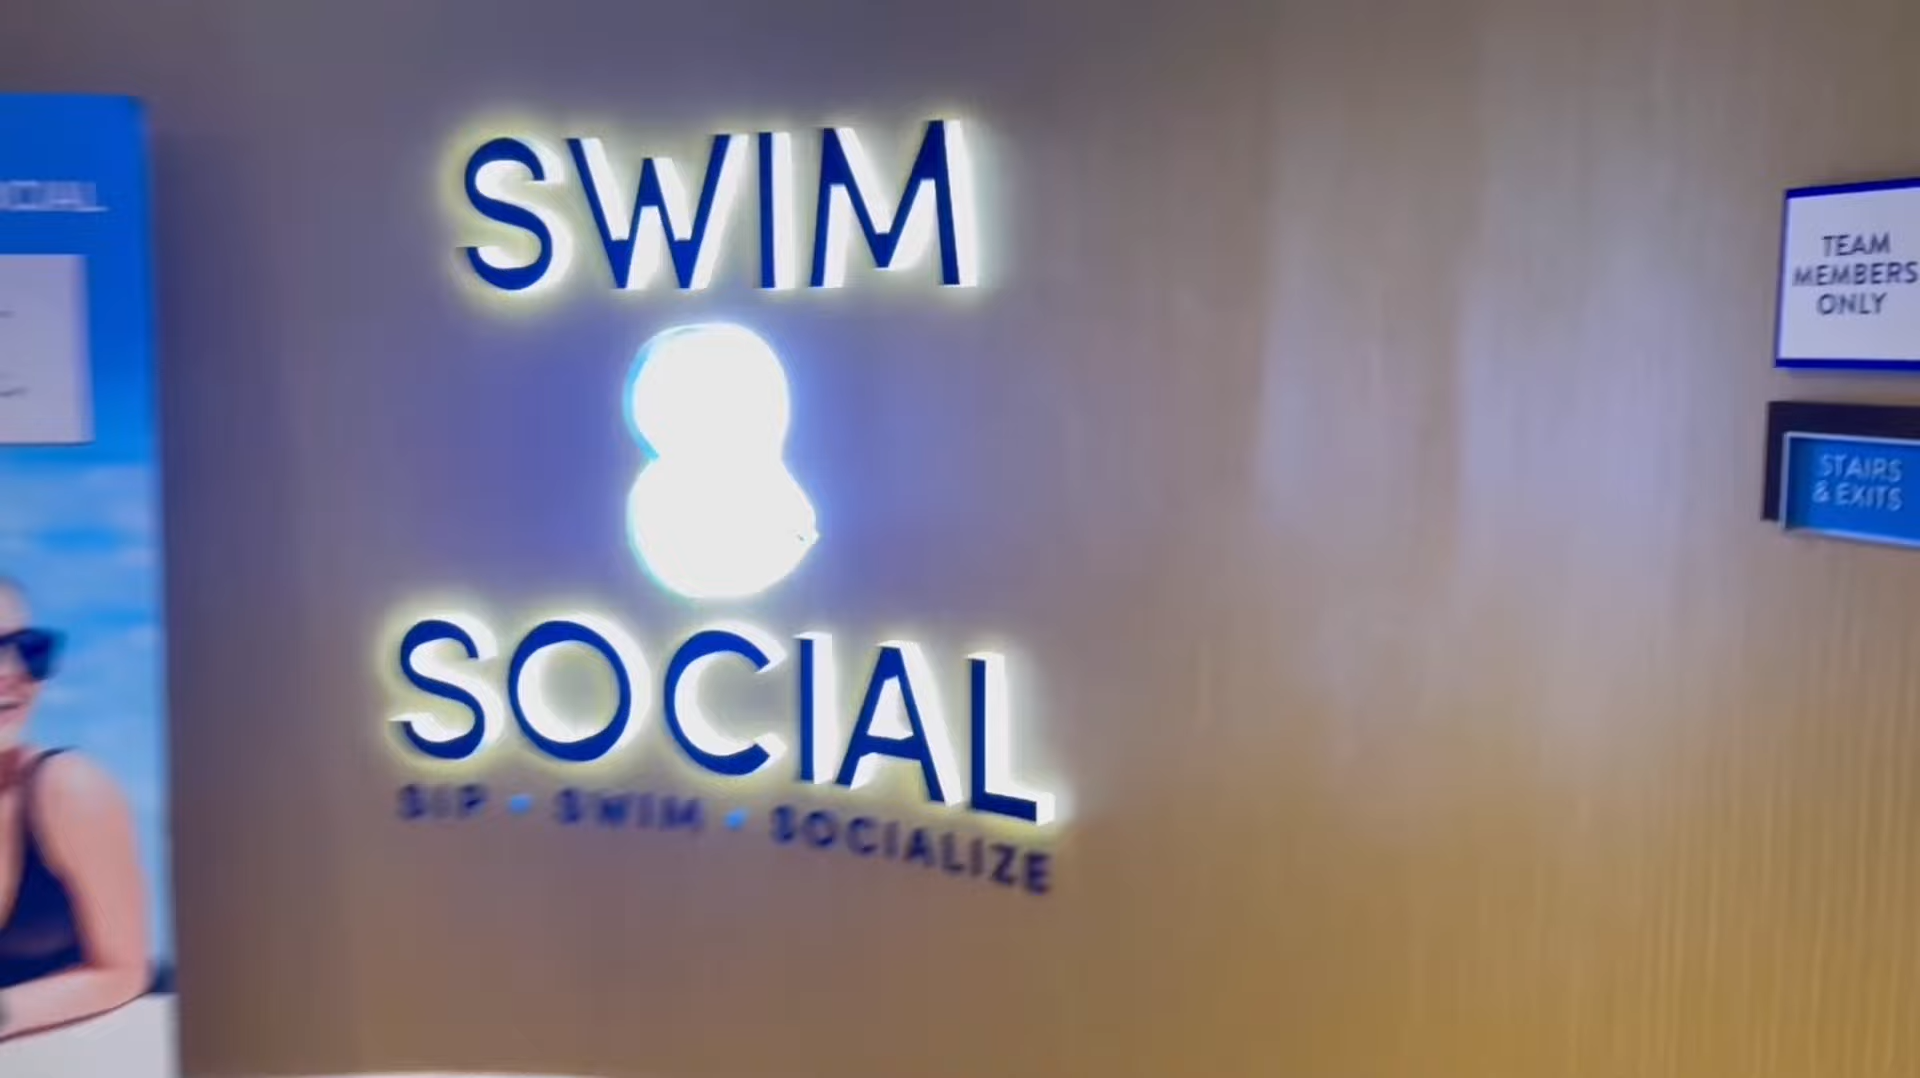 SWIM
&
SOCIAL
SIP • SWIM • SOCIALIZE
TEAM
MEMBERS
ONLY
STAIRS
& EXITS